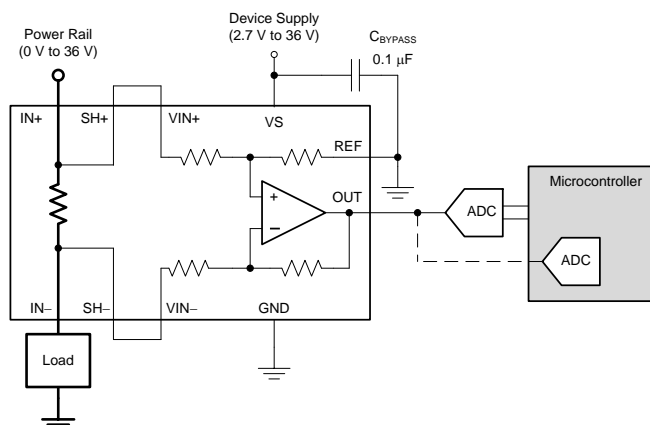 Device Supply
(2.7 V to 36 V)
Power Rail
(0 V to 36 V)
CBYPASS
0.1 µF
IN+
SH+
VIN+
VS
REF
Microcontroller
OUT
+
ADC
−
ADC
IN−
SH−
VIN−
GND
Load